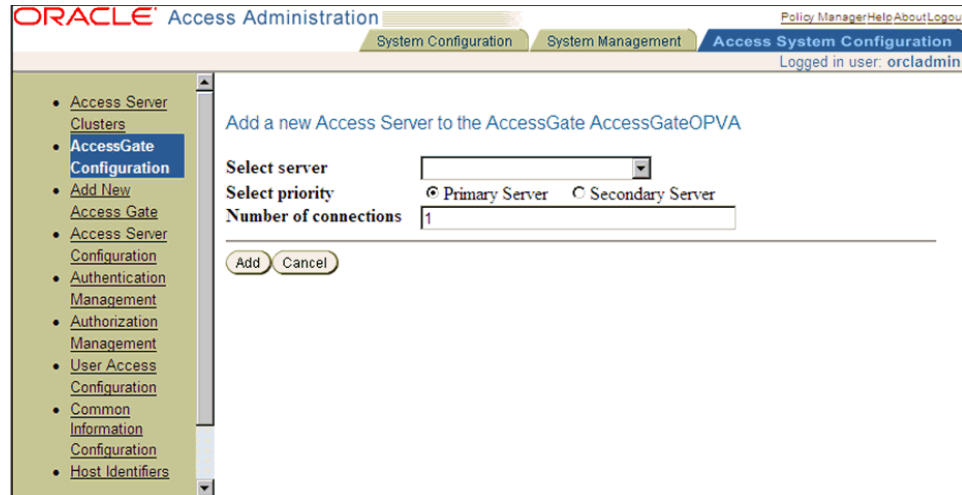 ORACLE Access Administration
Policy Manager Help About Logou
System Configuration System Management Access System Configuration
Logged in user: orcladmin
Access Server
Clusters
AccessGate
Configuration
Add New
Access Gate
Access Server
Configuration
Authentication
Management
Authorization
Management
User Access
Configuration
Common
Information
Configuration
Host Identifiers
Add a new Access Server to the AccessGate AccessGateOPVA
Select server
Select priority Primary Server Secondary Server
Number of connections 1
Add Cancel